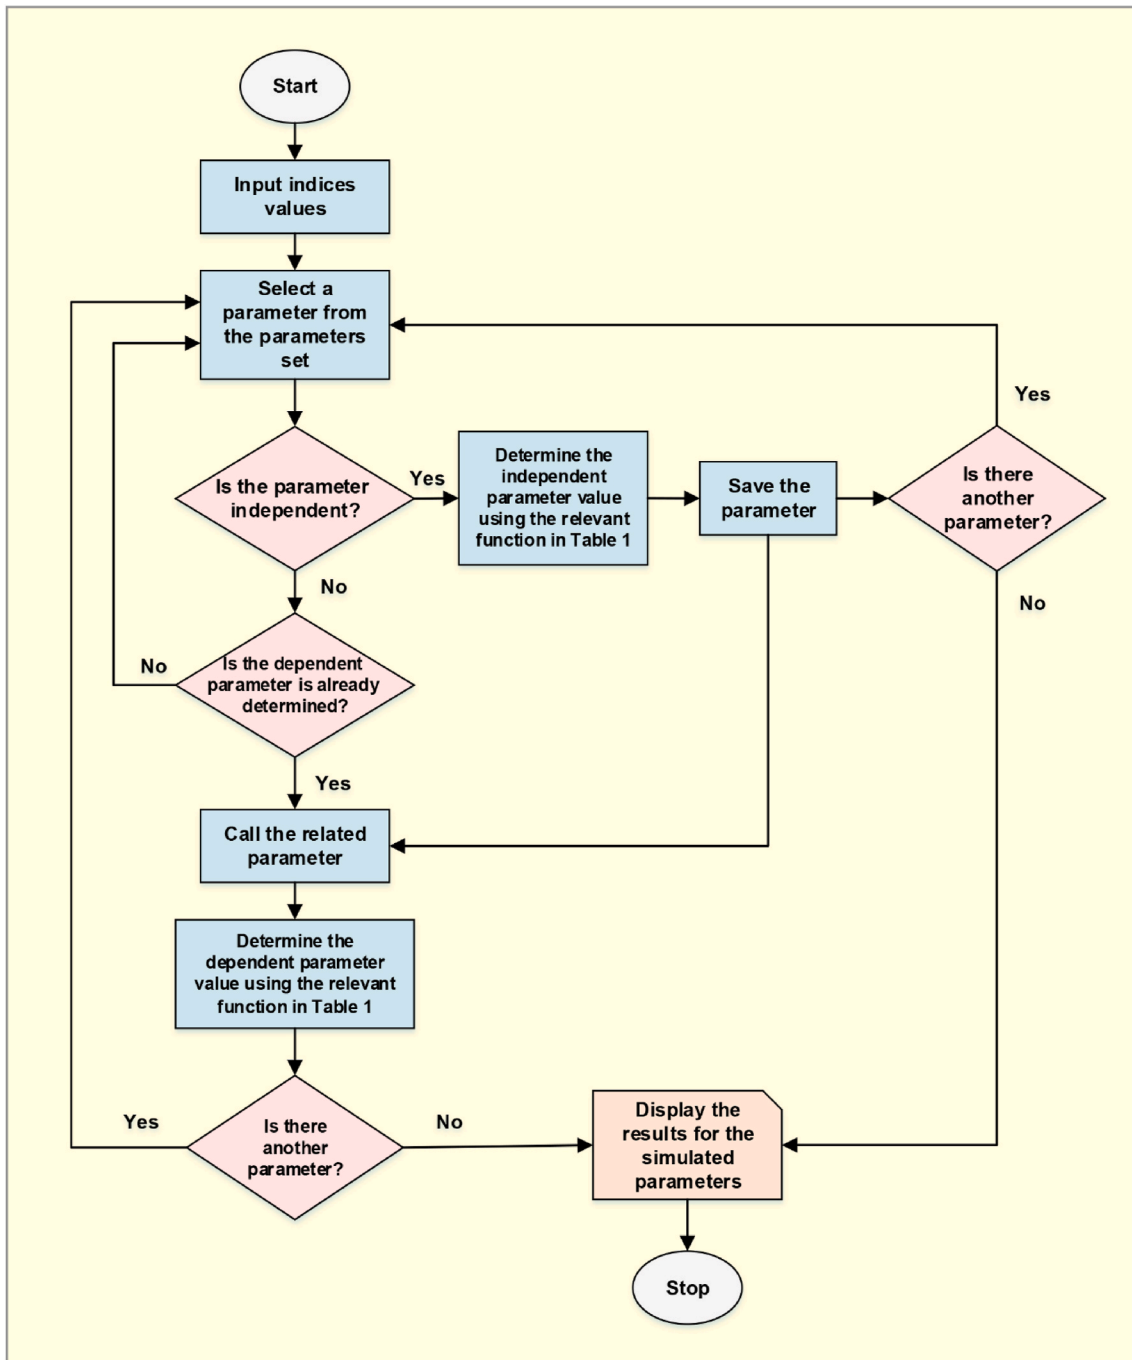 Start
Input indices
values
Select a
parameter from
the parameters
set
Yes
Is the parameter
independent?
Yes
Determine the
independent
parameter value
using the relevant
function in Table 1
Save the
parameter
Is there
another
parameter?
No
No
No
Is the dependent
parameter is already
determined?
Yes
Call the related
parameter
Determine the
dependent parameter
value using the relevant
function in Table 1
Yes
Is there
another
parameter?
No
Display the
results for the
simulated
parameters
Stop